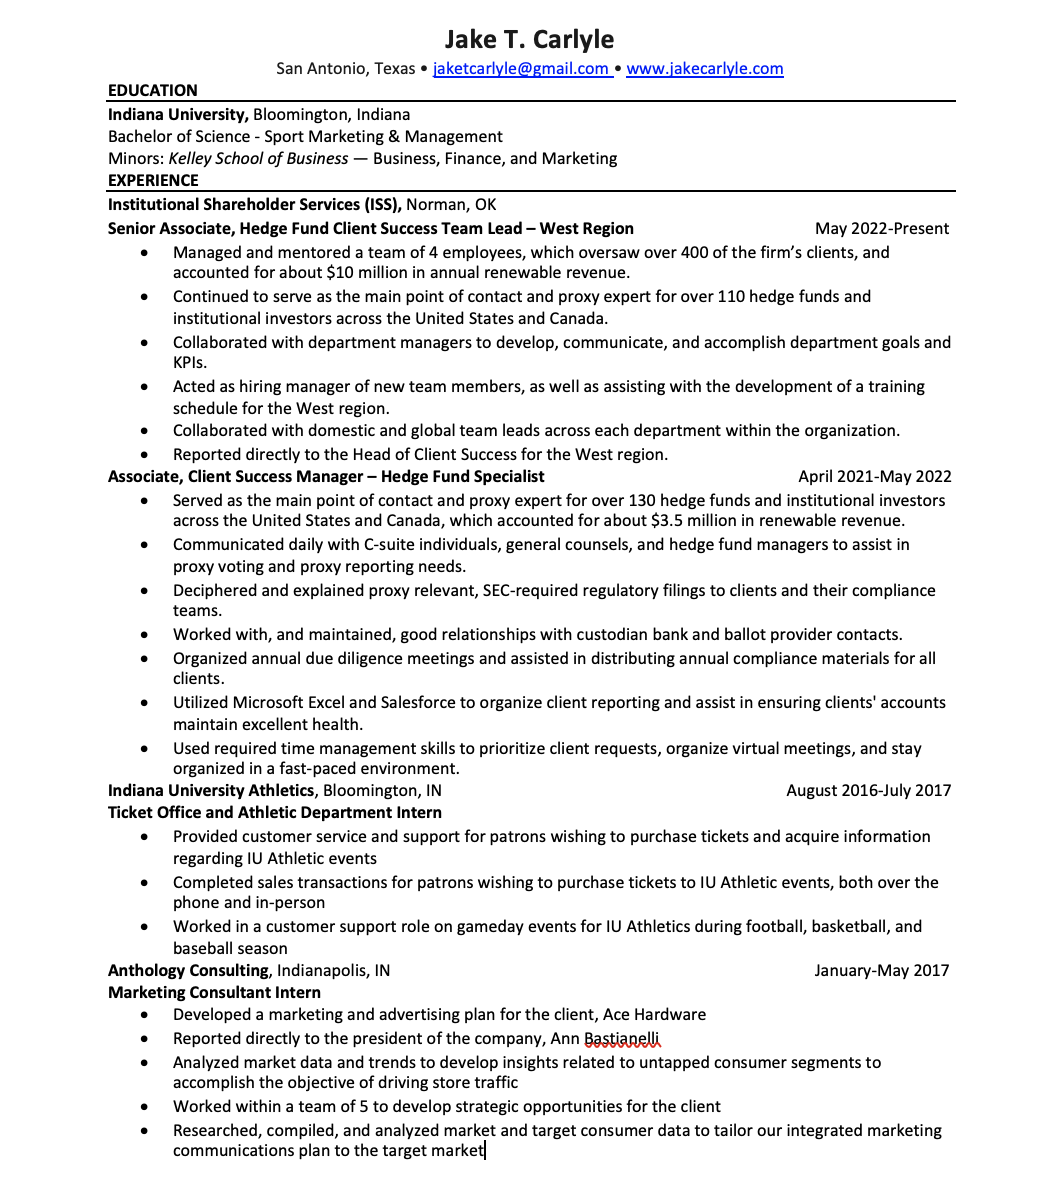 Jake T. Carlyle
San Antonio, Texas • jaketcarlyle@gmail.com • www.jakecarlyle.com
EDUCATION
Indiana University, Bloomington, Indiana
Bachelor of Science - Sport Marketing & Management
Minors: Kelley School of Business — Business, Finance, and Marketing
EXPERIENCE
Institutional Shareholder Services (ISS), Norman, OK
Senior Associate, Hedge Fund Client Success Team Lead – West Region May 2022-Present
• Managed and mentored a team of 4 employees, which oversaw over 400 of the firm’s clients, and
accounted for about $10 million in annual renewable revenue.
• Continued to serve as the main point of contact and proxy expert for over 110 hedge funds and
institutional investors across the United States and Canada.
• Collaborated with department managers to develop, communicate, and accomplish department goals and
KPIs.
• Acted as hiring manager of new team members, as well as assisting with the development of a training
schedule for the West region.
• Collaborated with domestic and global team leads across each department within the organization.
• Reported directly to the Head of Client Success for the West region.
Associate, Client Success Manager – Hedge Fund Specialist April 2021-May 2022
• Served as the main point of contact and proxy expert for over 130 hedge funds and institutional investors
across the United States and Canada, which accounted for about $3.5 million in renewable revenue.
• Communicated daily with C-suite individuals, general counsels, and hedge fund managers to assist in
proxy voting and proxy reporting needs.
• Deciphered and explained proxy relevant, SEC-required regulatory filings to clients and their compliance
teams.
• Worked with, and maintained, good relationships with custodian bank and ballot provider contacts.
• Organized annual due diligence meetings and assisted in distributing annual compliance materials for all
clients.
• Utilized Microsoft Excel and Salesforce to organize client reporting and assist in ensuring clients' accounts
maintain excellent health.
• Used required time management skills to prioritize client requests, organize virtual meetings, and stay
organized in a fast-paced environment.
Indiana University Athletics, Bloomington, IN August 2016-July 2017
Ticket Office and Athletic Department Intern
• Provided customer service and support for patrons wishing to purchase tickets and acquire information
regarding IU Athletic events
• Completed sales transactions for patrons wishing to purchase tickets to IU Athletic events, both over the
phone and in-person
• Worked in a customer support role on gameday events for IU Athletics during football, basketball, and
baseball season
Anthology Consulting, Indianapolis, IN January-May 2017
Marketing Consultant Intern
• Developed a marketing and advertising plan for the client, Ace Hardware
• Reported directly to the president of the company, Ann Bastianelli
• Analyzed market data and trends to develop insights related to untapped consumer segments to
accomplish the objective of driving store traffic
• Worked within a team of 5 to develop strategic opportunities for the client
• Researched, compiled, and analyzed market and target consumer data to tailor our integrated marketing
communications plan to the target market